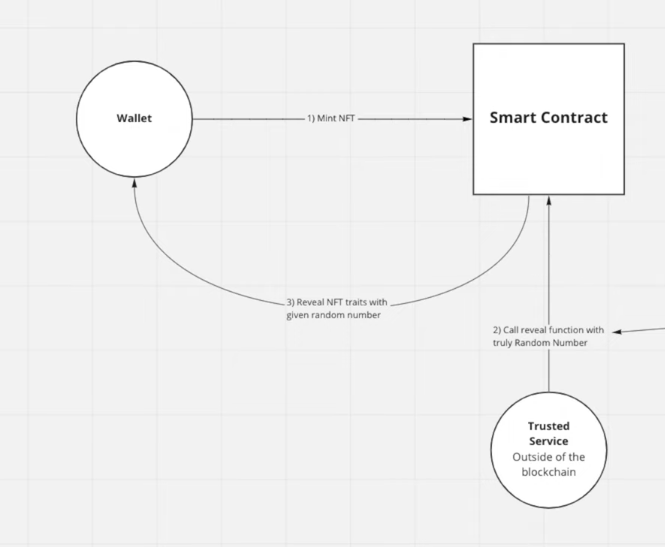 Wallet
1) Mint NFT
Smart Contract
3) Reveal NFT traits with
given random number
2) Call reveal function with
truly Random Number
Trusted
Service
Outside of the
blockchain